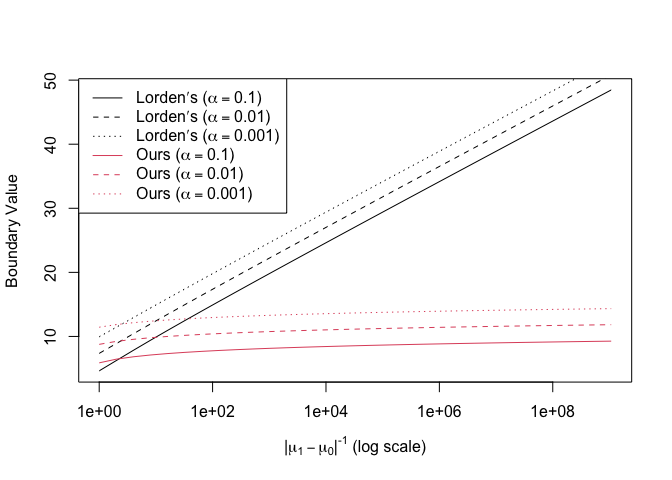 Lorden′s (α = 0.1)
Lorden′s (α = 0.01)
Lorden′s (α = 0.001)
Ours (α = 0.1)
Ours (α = 0.01)
Ours (α = 0.001)
Boundary Value
50
40
30
20
10
1e+00 1e+02 1e+04 1e+06 1e+08
|μ₁ − μ₀|⁻¹ (log scale)